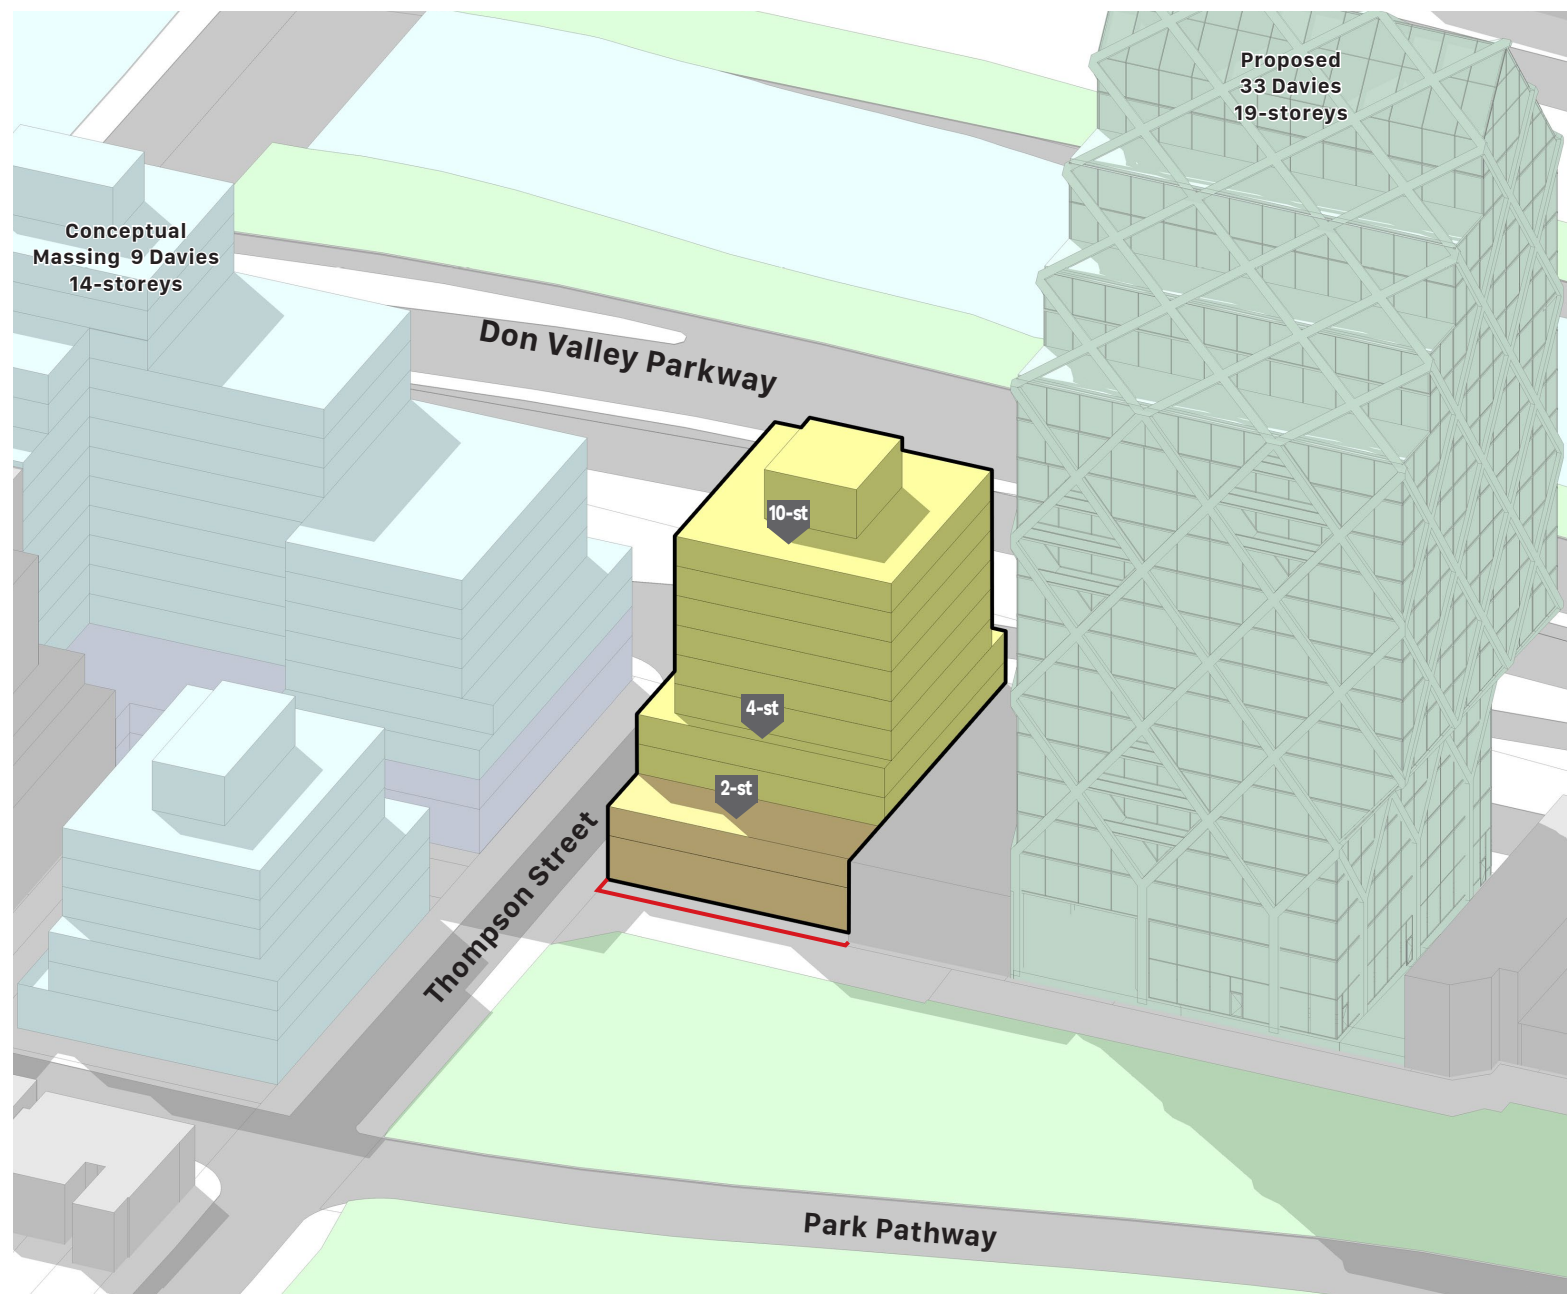 Proposed
33 Davies
19-storeys
Conceptual
Massing 9 Davies
14-storeys
Don Valley Parkway
10-st
4-st
2-st
Thompson Street
Park Pathway